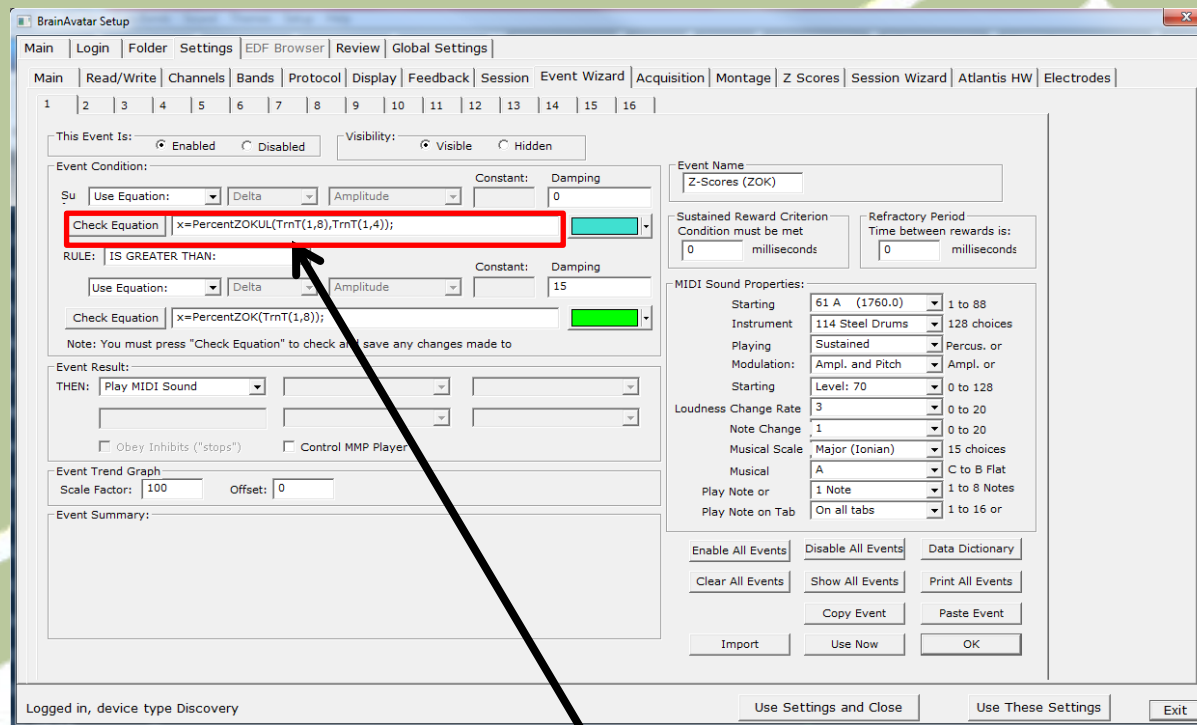 BrainAvatar Setup
Main Login Folder Settings EDF Browser Review Global Settings
Main Read/Write Channels Bands Protocol Display Feedback Session Event Wizard Acquisition Montage Z Scores Session Wizard Atlantis HW Electrodes
1 2 3 4 5 6 7 8 9 10 11 12 13 14 15 16
This Event Is: Enabled Disabled Visibility: Visible Hidden
Event Condition:
Constant: Damping
Su Use Equation: Delta Amplitude 0
Check Equation x=PercentZOKUL(TrnT(1,8),TrnT(1,4));
RULE: IS GREATER THAN:
Constant: Damping
Use Equation: Delta Amplitude 15
Check Equation x=PercentZOK(TrnT(1,8));
Note: You must press "Check Equation" to check and save any changes made to
Event Result:
THEN: Play MIDI Sound
Obey Inhibits ("stops") Control MMP Player
Event Trend Graph
Scale Factor: 100 Offset: 0
Event Summary:
Event Name
Z-Scores (ZOK)
Sustained Reward Criterion
Condition must be met
0 milliseconds
Refractory Period
Time between rewards is:
0 milliseconds
MIDI Sound Properties:
Starting 61 A (1760.0) 1 to 88
Instrument 114 Steel Drums 128 choices
Playing Sustained Percus. or
Modulation: Ampl. and Pitch Ampl. or
Starting Level: 70 0 to 128
Loudness Change Rate 3 0 to 20
Note Change 1 0 to 20
Musical Scale Major (Ionian) 15 choices
Musical A C to B Flat
Play Note or 1 Note 1 to 8 Notes
Play Note on Tab On all tabs 1 to 16 or
Enable All Events Disable All Events Data Dictionary
Clear All Events Show All Events Print All Events
Copy Event Paste Event
Import Use Now OK
Logged in, device type Discovery Use Settings and Close Use These Settings Exit